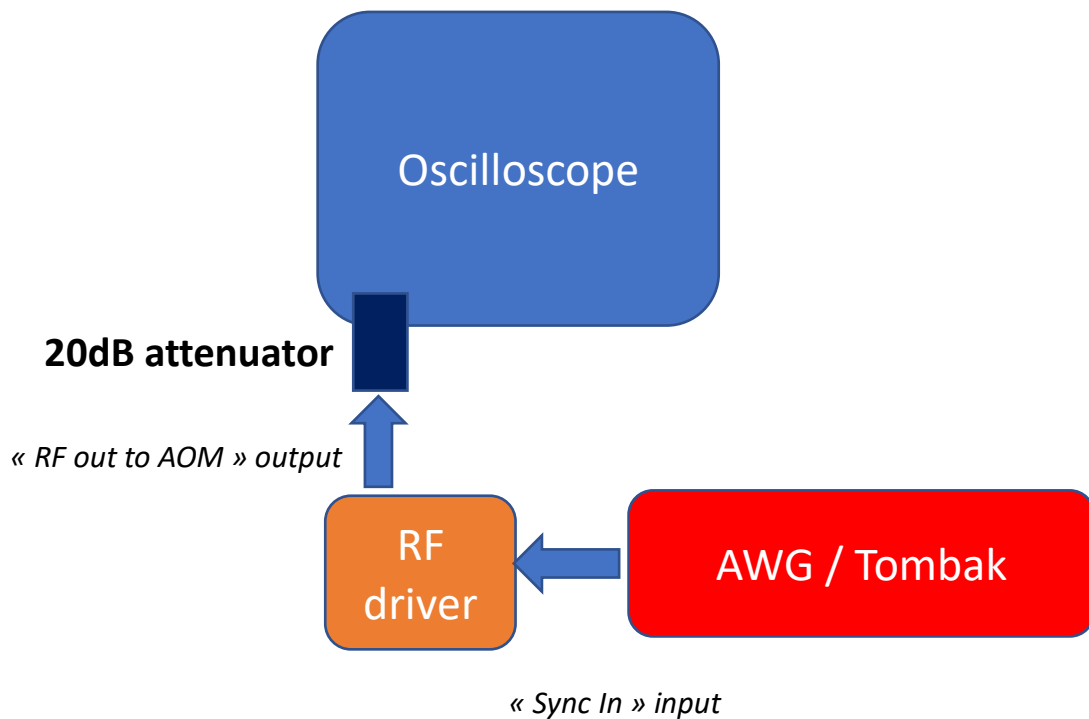 Oscilloscope
20dB attenuator
« RF out to AOM » output
RF
driver
AWG / Tombak
« Sync In » input